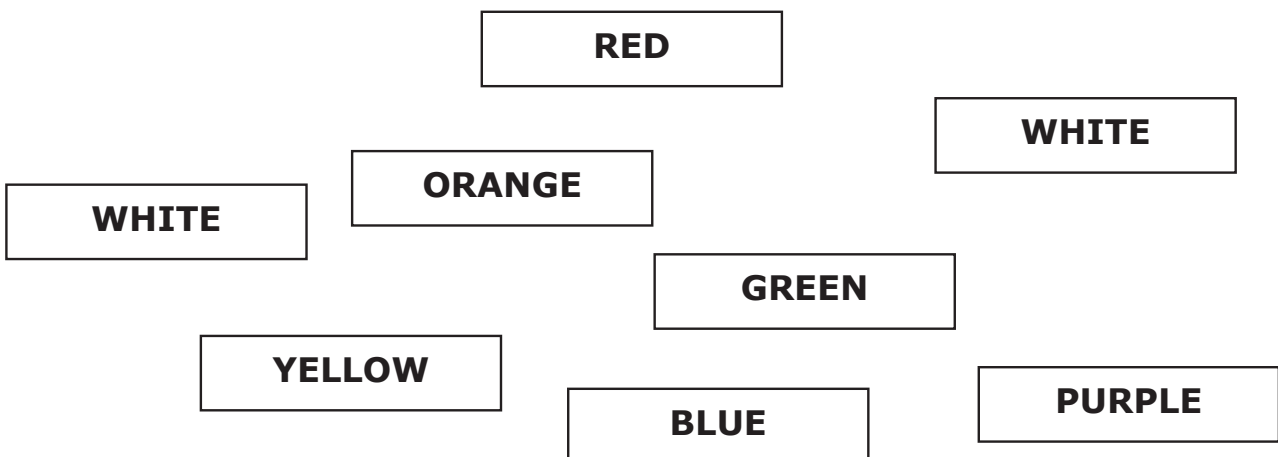 RED
WHITE
ORANGE
WHITE
GREEN
YELLOW
PURPLE
BLUE